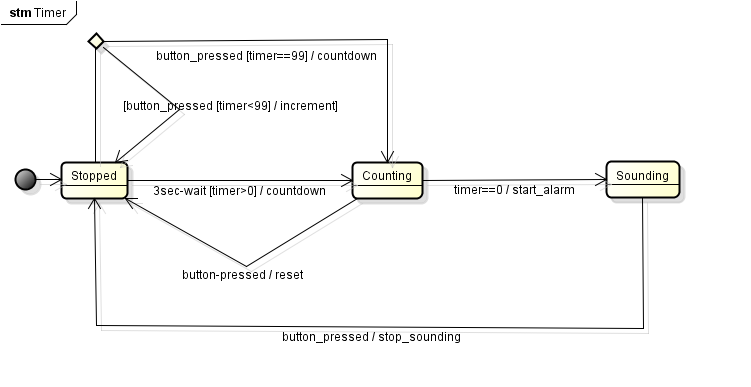 stm Timer
button_pressed [timer==99] / countdown
[button_pressed [timer<99] / increment]
Stopped
Counting
Sounding
3sec-wait [timer>0] / countdown
timer==0 / start_alarm
button-pressed / reset
button_pressed / stop_sounding